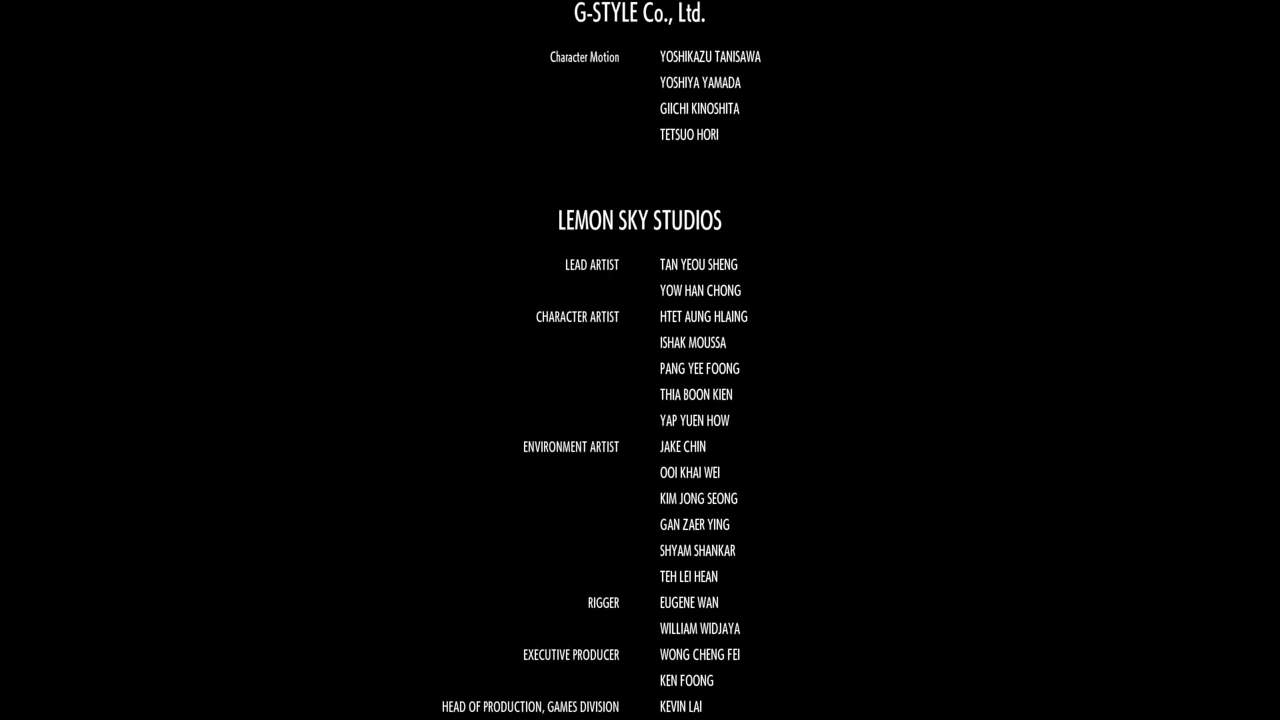 G-STYLE Co., Ltd.
Character Motion YOSHIKAZU TANISAWA
YOSHIYA YAMADA
GIICHI KINOSHITA
TETSUO HORI
LEMON SKY STUDIOS
LEAD ARTIST TAN YEOU SHENG
YOW HAN CHONG
CHARACTER ARTIST HTET AUNG HLAING
ISHAK MOUSSA
PANG YEE FOONG
THIA BOON KIEN
YAP YUEN HOW
ENVIRONMENT ARTIST JAKE CHIN
OOI KHAI WEI
KIM JONG SEONG
GAN ZAER YING
SHYAM SHANKAR
TEH LEI HEAN
RIGGER EUGENE WAN
WILLIAM WIDJAYA
EXECUTIVE PRODUCER WONG CHENG FEI
KEN FOONG
HEAD OF PRODUCTION, GAMES DIVISION KEVIN LAI